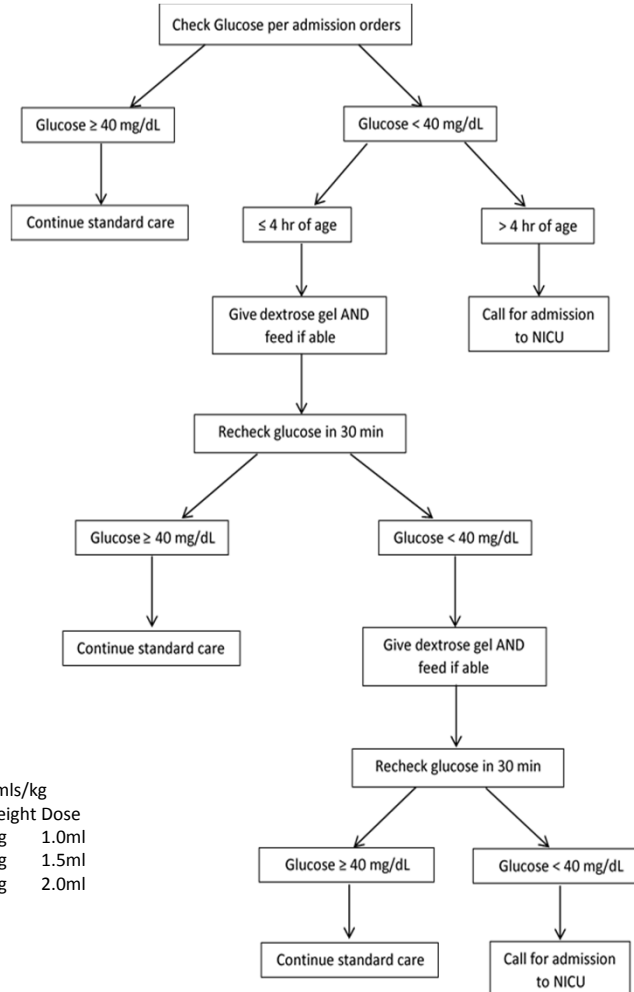 Check Glucose per admission orders
Glucose ≥ 40 mg/dL
Glucose < 40 mg/dL
Continue standard care
≤ 4 hr of age
> 4 hr of age
Give dextrose gel AND
feed if able
Call for admission
to NICU
Recheck glucose in 30 min
Glucose ≥ 40 mg/dL
Glucose < 40 mg/dL
Continue standard care
Give dextrose gel AND
feed if able
Recheck glucose in 30 min
mls/kg
eight Dose
g 1.0ml
g 1.5ml
g 2.0ml
Glucose ≥ 40 mg/dL
Glucose < 40 mg/dL
Continue standard care
Call for admission
to NICU